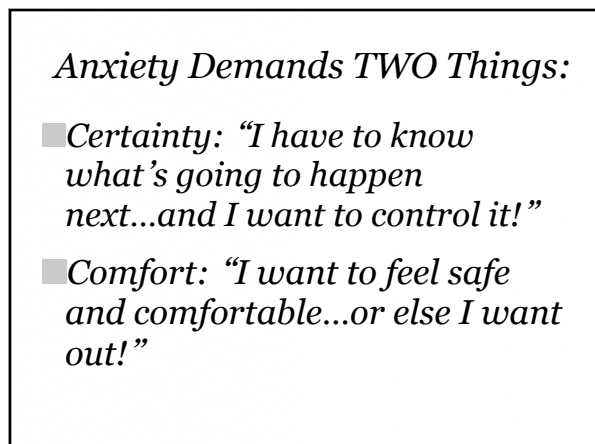 Anxiety Demands TWO Things:
Certainty: “I have to know
what’s going to happen
next...and I want to control it!”
Comfort: “I want to feel safe
and comfortable...or else I want
out!”